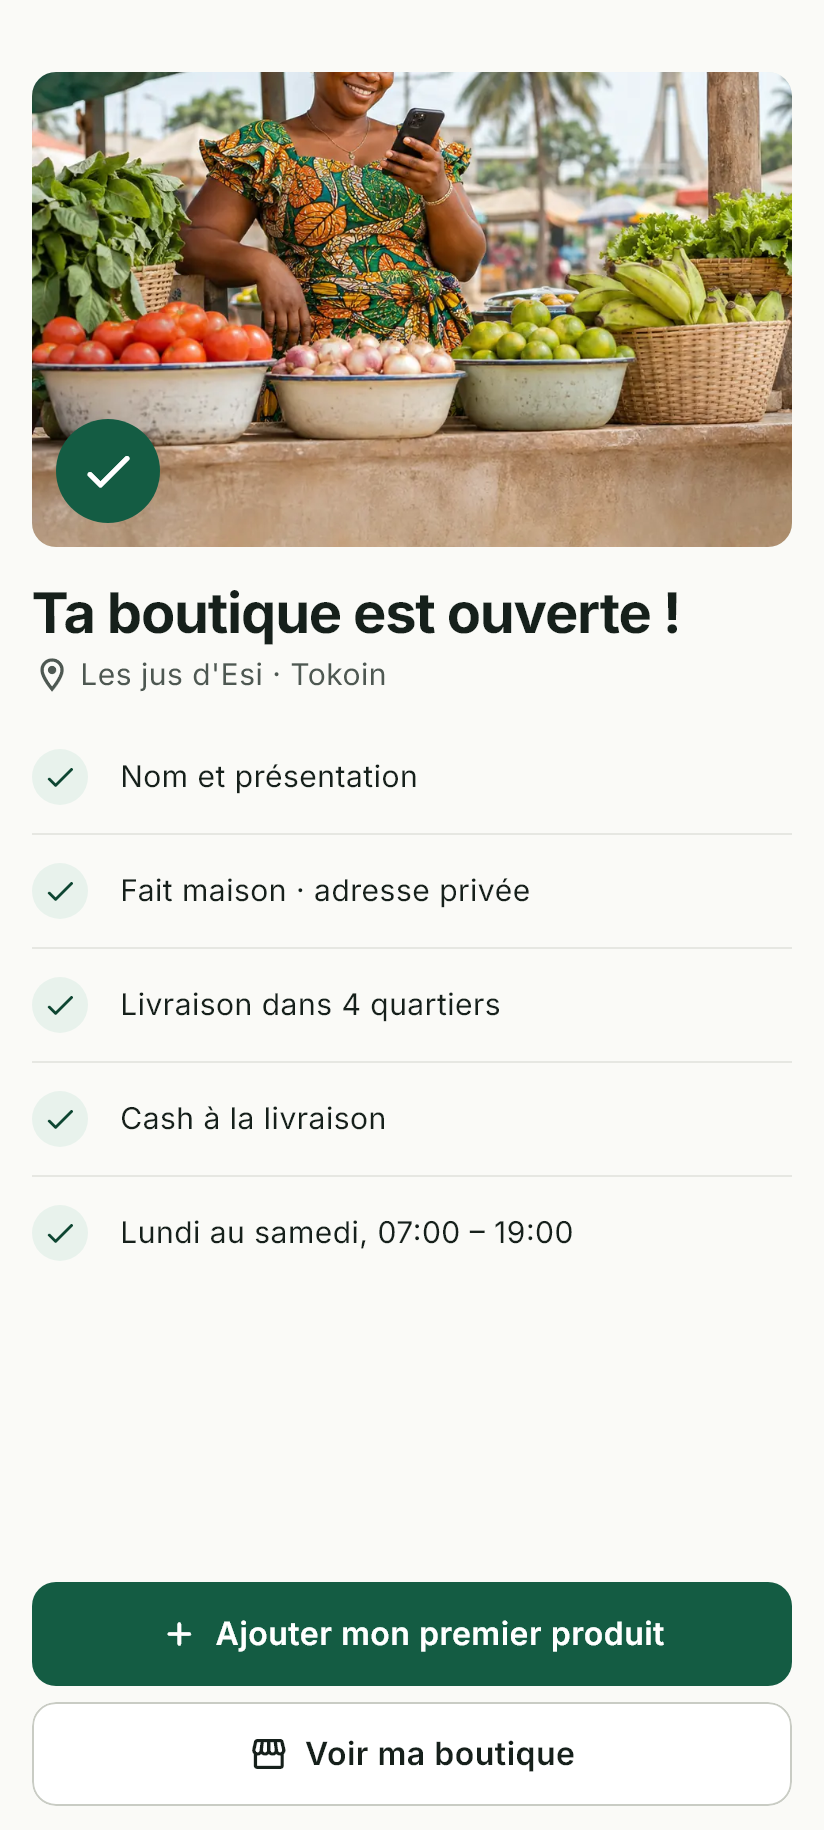 Ta boutique est ouverte !
Les jus d'Esi · Tokoin
Nom et présentation
Fait maison · adresse privée
Livraison dans 4 quartiers
Cash à la livraison
Lundi au samedi, 07:00 – 19:00
Ajouter mon premier produit
Voir ma boutique